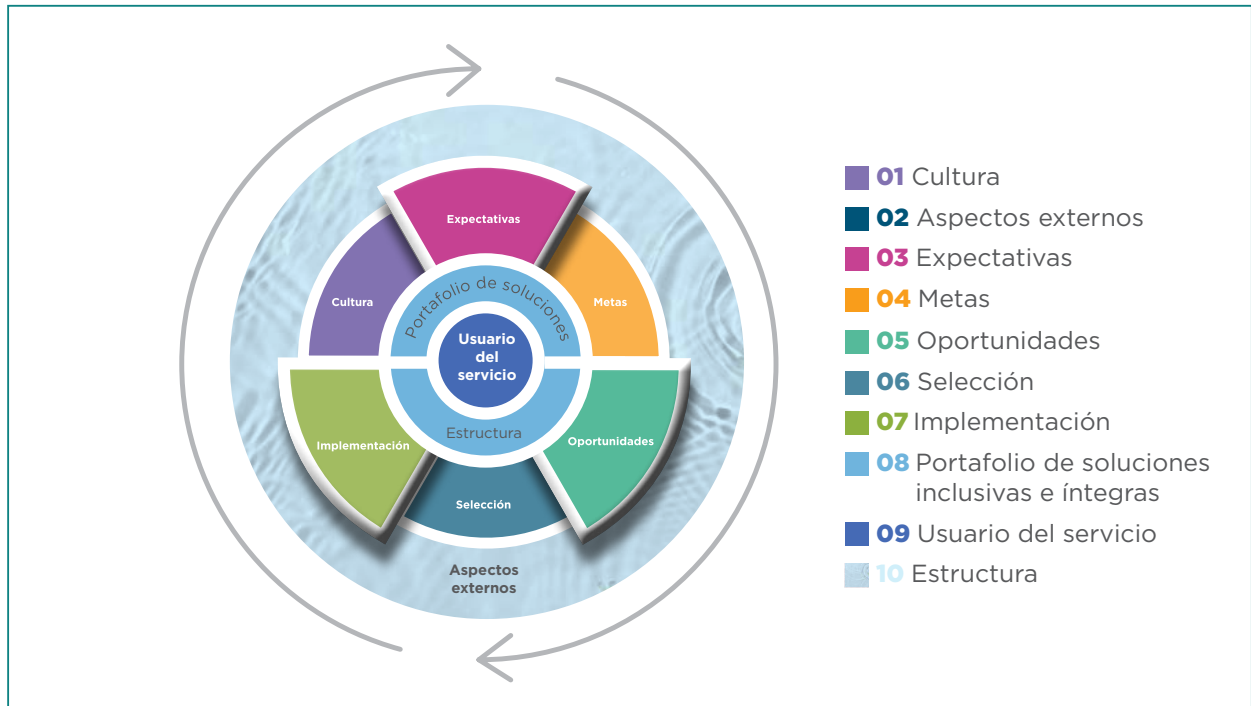 Expectativas
Cultura
Metas
Portafolio de soluciones
Usuario
del
servicio
Estructura
Implementación
Oportunidades
Selección
Aspectos
externos
01 Cultura
02 Aspectos externos
03 Expectativas
04 Metas
05 Oportunidades
06 Selección
07 Implementación
08 Portafolio de soluciones
inclusivas e íntegras
09 Usuario del servicio
10 Estructura